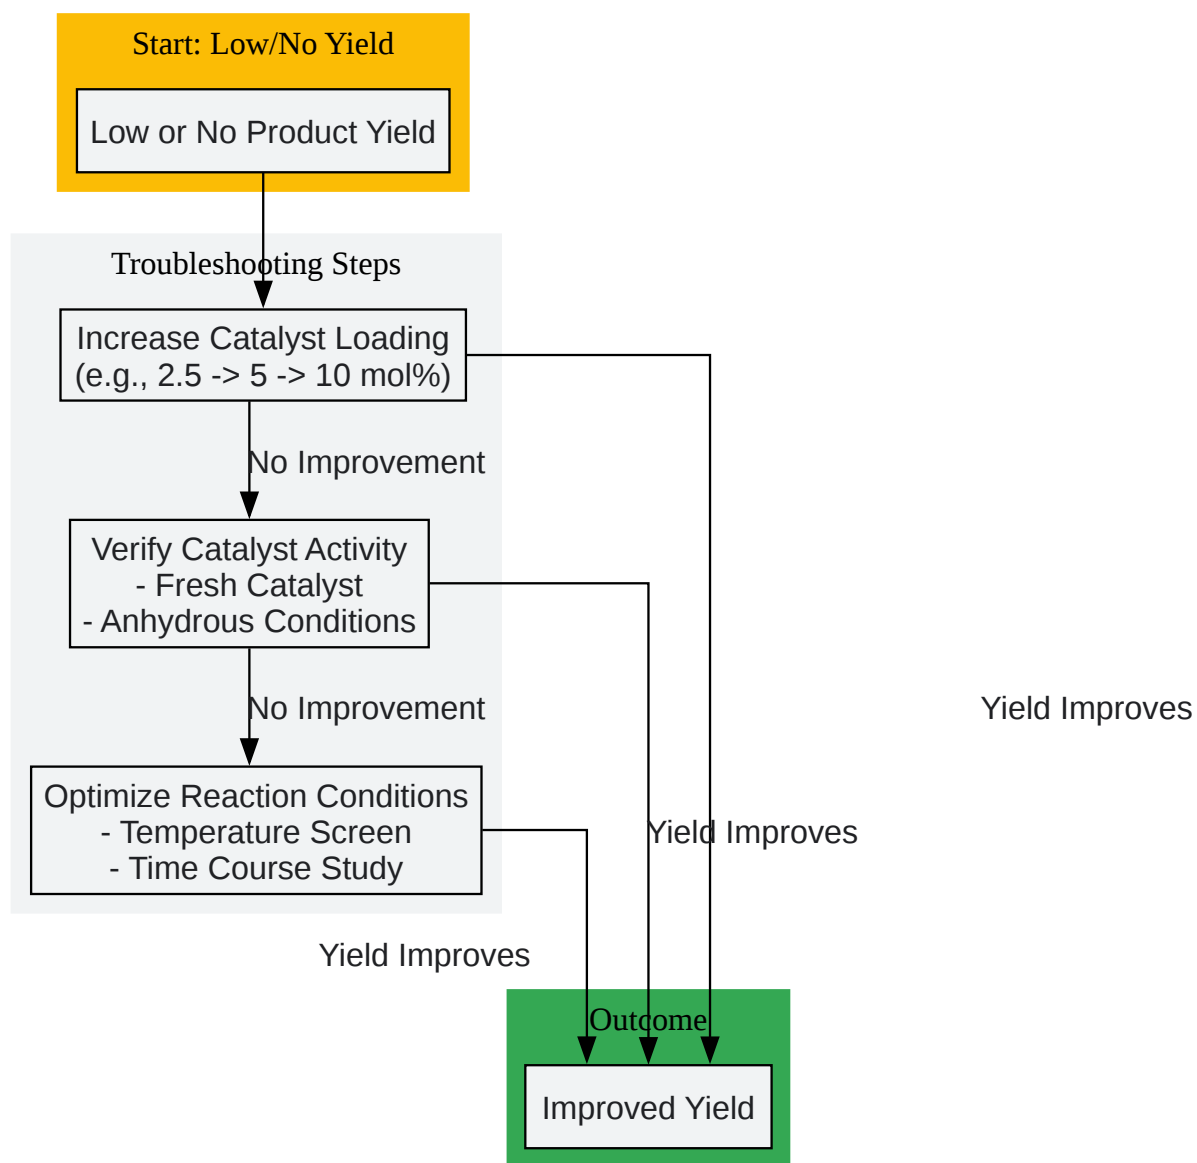 Start: Low/No Yield
Low or No Product Yield
Troubleshooting Steps
Increase Catalyst Loading
(e.g., 2.5 -> 5 -> 10 mol%)
No Improvement
Verify Catalyst Activity
- Fresh Catalyst
- Anhydrous Conditions
No Improvement
Yield Improves
Optimize Reaction Conditions
- Temperature Screen
- Time Course Study
Yield Improves
Yield Improves
Outcome
Improved Yield